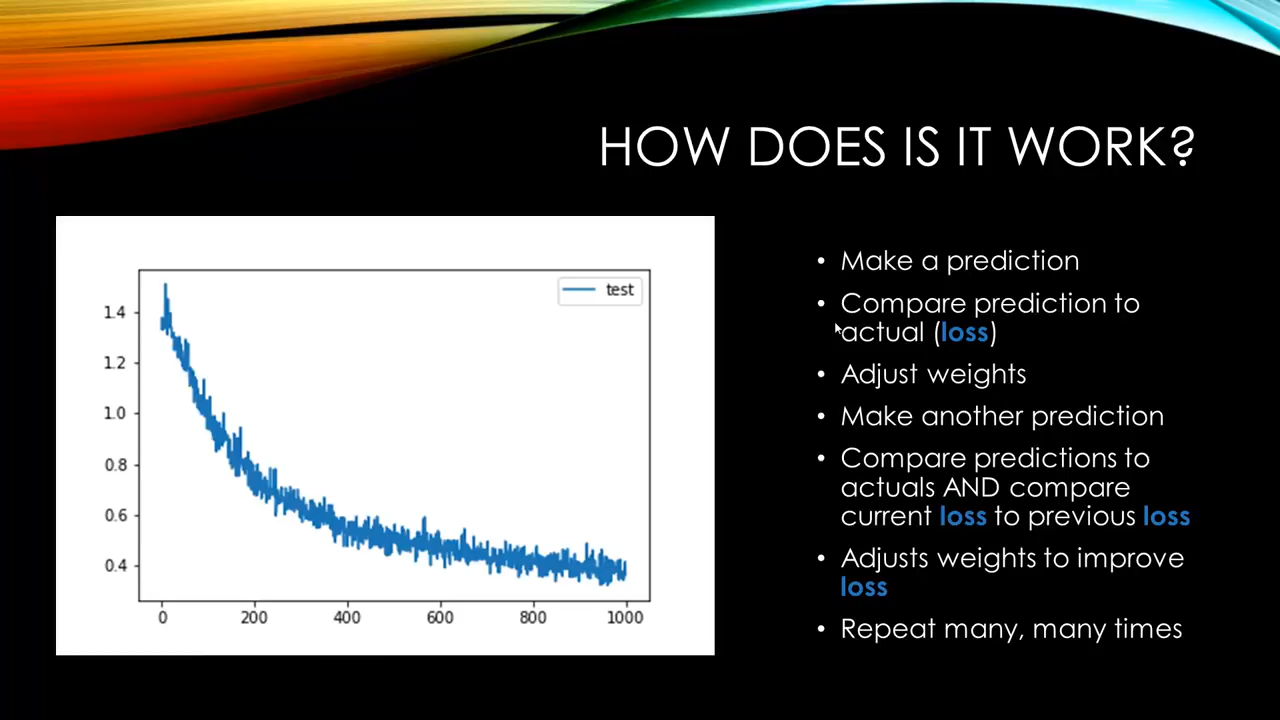 HOW DOES IS IT WORK?
test
1.4
1.2
1.0
0.8
0.6
0.4
0
200
400
600
800
1000
• Make a prediction
• Compare prediction to
actual (loss)
• Adjust weights
• Make another prediction
• Compare predictions to
actuals AND compare
current loss to previous loss
• Adjusts weights to improve
loss
• Repeat many, many times